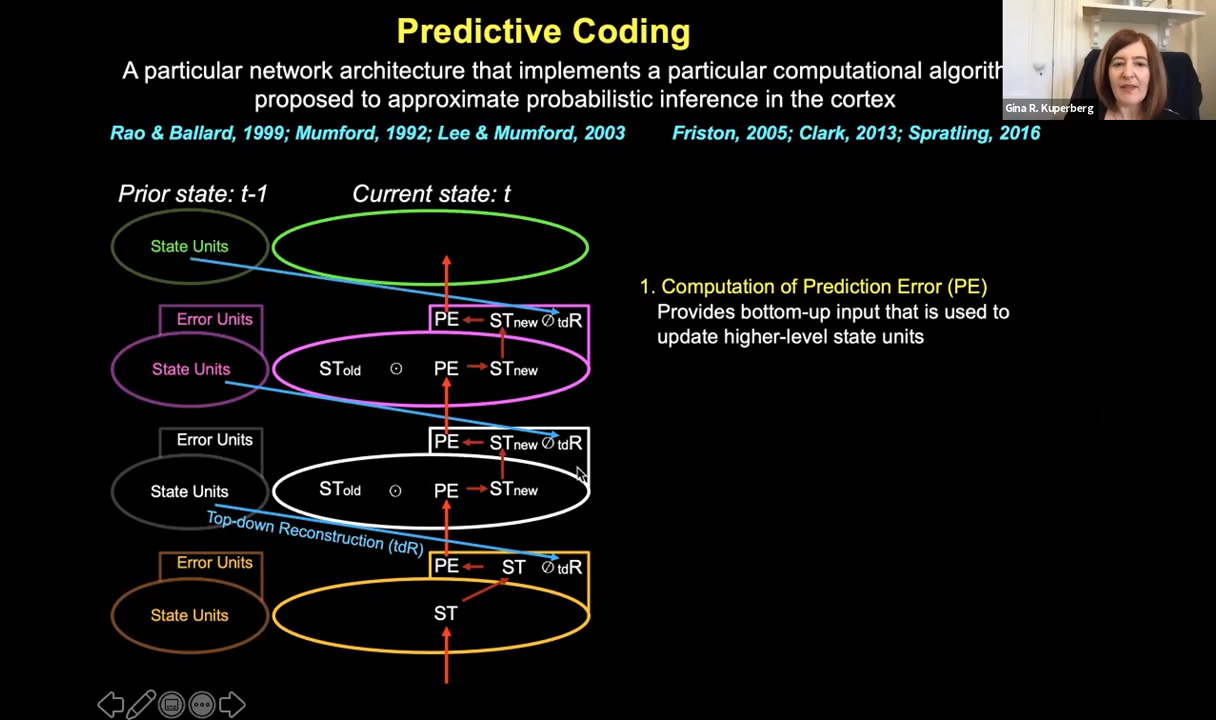 Predictive Coding
A particular network architecture that implements a particular computational algorith
proposed to approximate probabilistic inference in the cortex
Gina R. Kuperberg
Rao & Ballard, 1999; Mumford, 1992; Lee & Mumford, 2003 Friston, 2005; Clark, 2013; Spratling, 2016
Prior state: t-1 Current state: t
State Units
1. Computation of Prediction Error (PE)
Provides bottom-up input that is used to
update higher-level state units
Error Units PE STnew ∅ tdR
State Units STold ⊙ PE STnew
Error Units PE STnew ∅ tdR
State Units STold ⊙ PE STnew
Top-down Reconstruction (tdR)
Error Units PE ST ∅ tdR
State Units ST